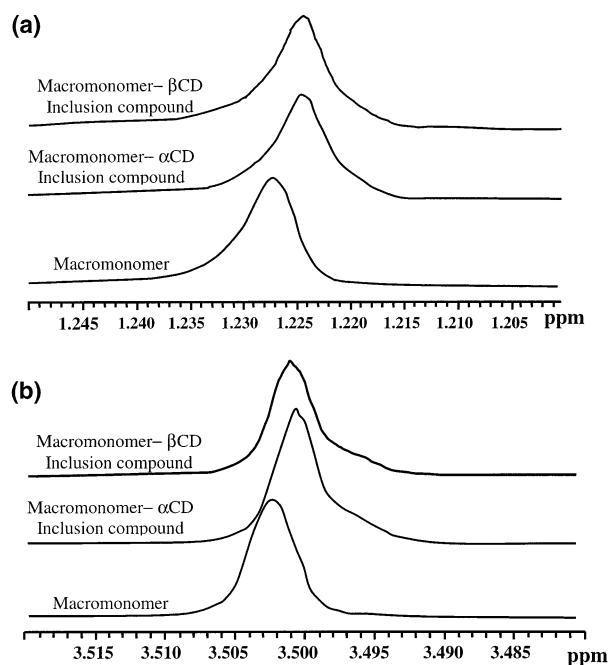 (a)
Macromonomer– βCD
Inclusion compound
Macromonomer– αCD
Inclusion compound
Macromonomer
1.245 1.240 1.235 1.230 1.225 1.220 1.215 1.210 1.205 ppm
(b)
Macromonomer– βCD
Inclusion compound
Macromonomer– αCD
Inclusion compound
Macromonomer
3.515 3.510 3.505 3.500 3.495 3.490 3.485 ppm